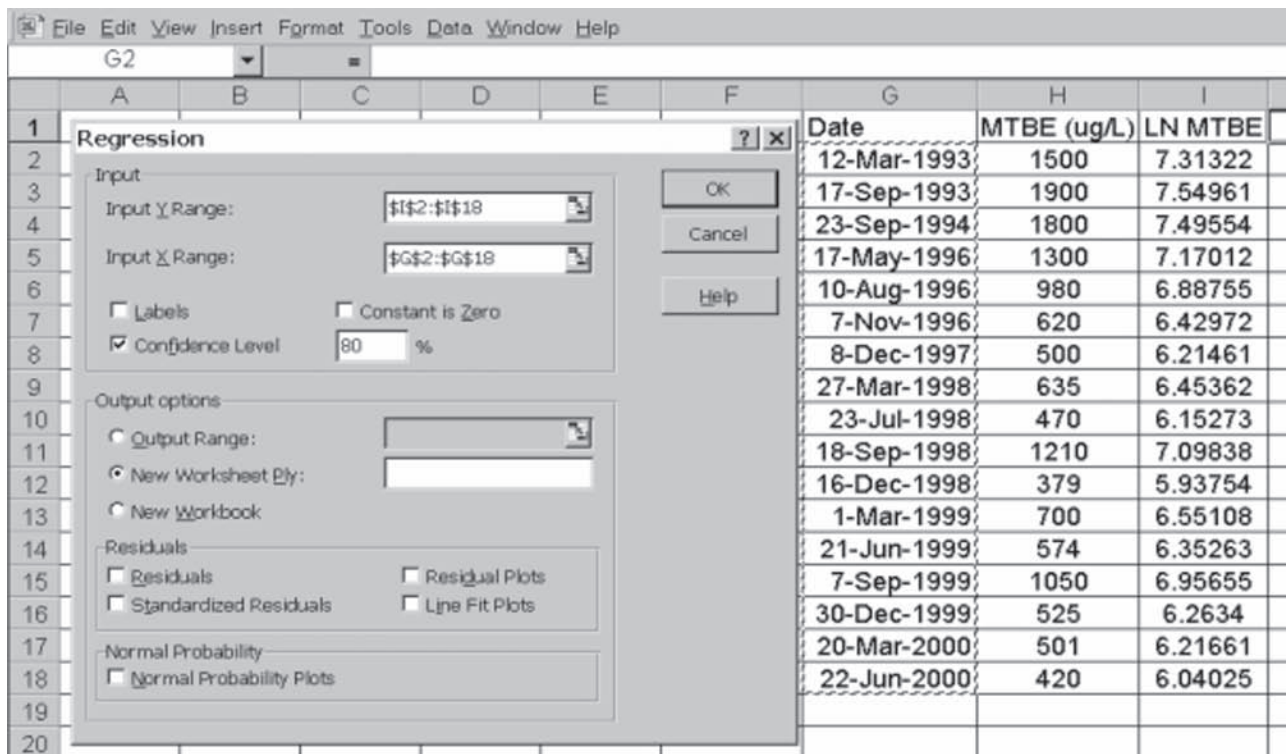 File Edit View Insert Format Tools Data Window Help
G2 =
A B C D E F G H I
1 Date MTBE (ug/L) LN MTBE
2 12-Mar-1993 1500 7.31322
3 17-Sep-1993 1900 7.54961
4 23-Sep-1994 1800 7.49554
5 17-May-1996 1300 7.17012
6 10-Aug-1996 980 6.88755
7 7-Nov-1996 620 6.42972
8 8-Dec-1997 500 6.21461
9 27-Mar-1998 635 6.45362
10 23-Jul-1998 470 6.15273
11 18-Sep-1998 1210 7.09838
12 16-Dec-1998 379 5.93754
13 1-Mar-1999 700 6.55108
14 21-Jun-1999 574 6.35263
15 7-Sep-1999 1050 6.95655
16 30-Dec-1999 525 6.2634
17 20-Mar-2000 501 6.21661
18 22-Jun-2000 420 6.04025
19
20
Regression ?
Input
Input Y Range: $I$2:$I$18
Input X Range: $G$2:$G$18
Labels Constant is Zero
Confidence Level 80 %
OK
Cancel
Help
Output options
Output Range:
New Worksheet Ply:
New Workbook
Residuals
Residuals Residual Plots
Standardized Residuals Line Fit Plots
Normal Probability
Normal Probability Plots